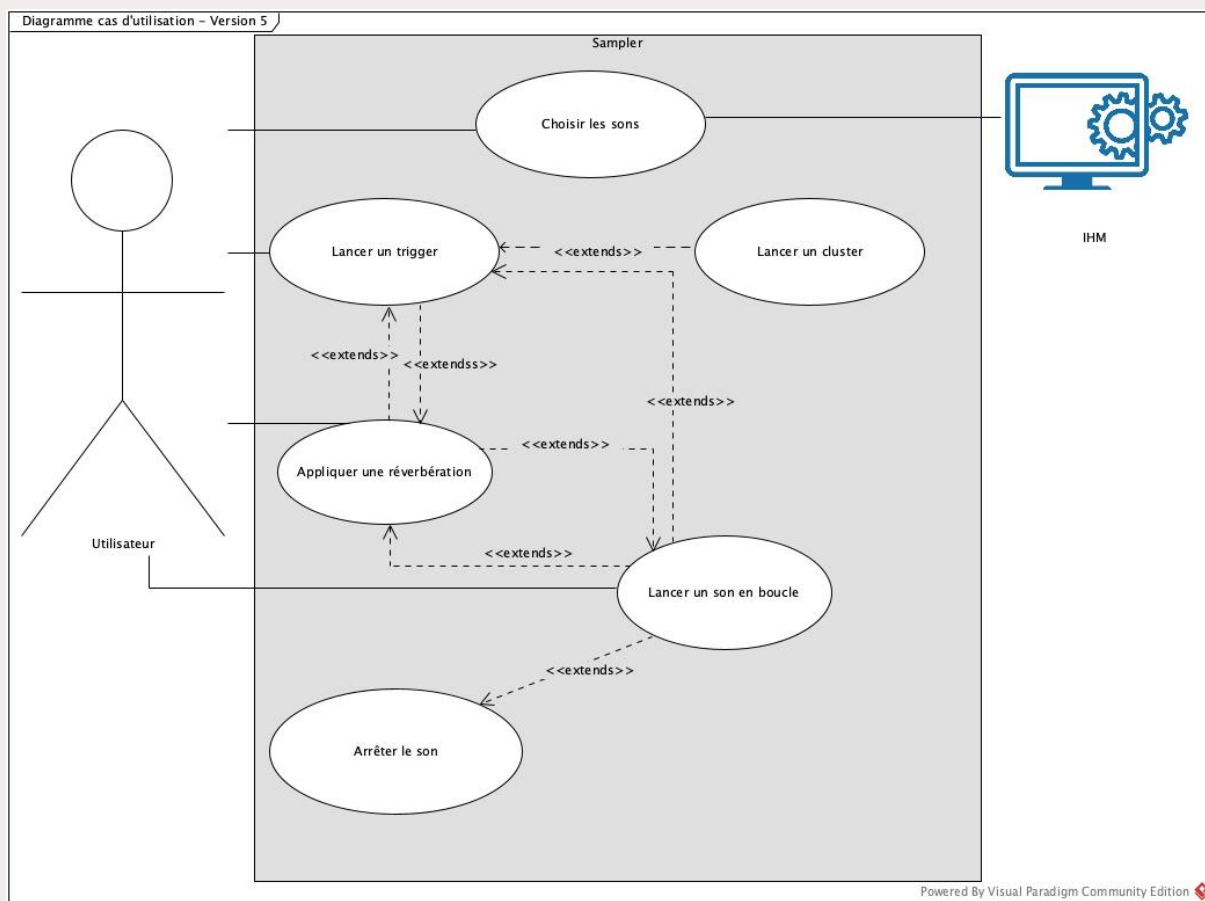 Diagramme cas d'utilisation – Version 5
Sampler
Choisir les sons
IHM
Lancer un trigger
<<extends>>
Lancer un cluster
<<extends>>
<<extendss>>
<<extends>>
Appliquer une réverbération
<<extends>>
Utilisateur
<<extends>>
Lancer un son en boucle
<<extends>>
Arrêter le son
Powered By Visual Paradigm Community Edition